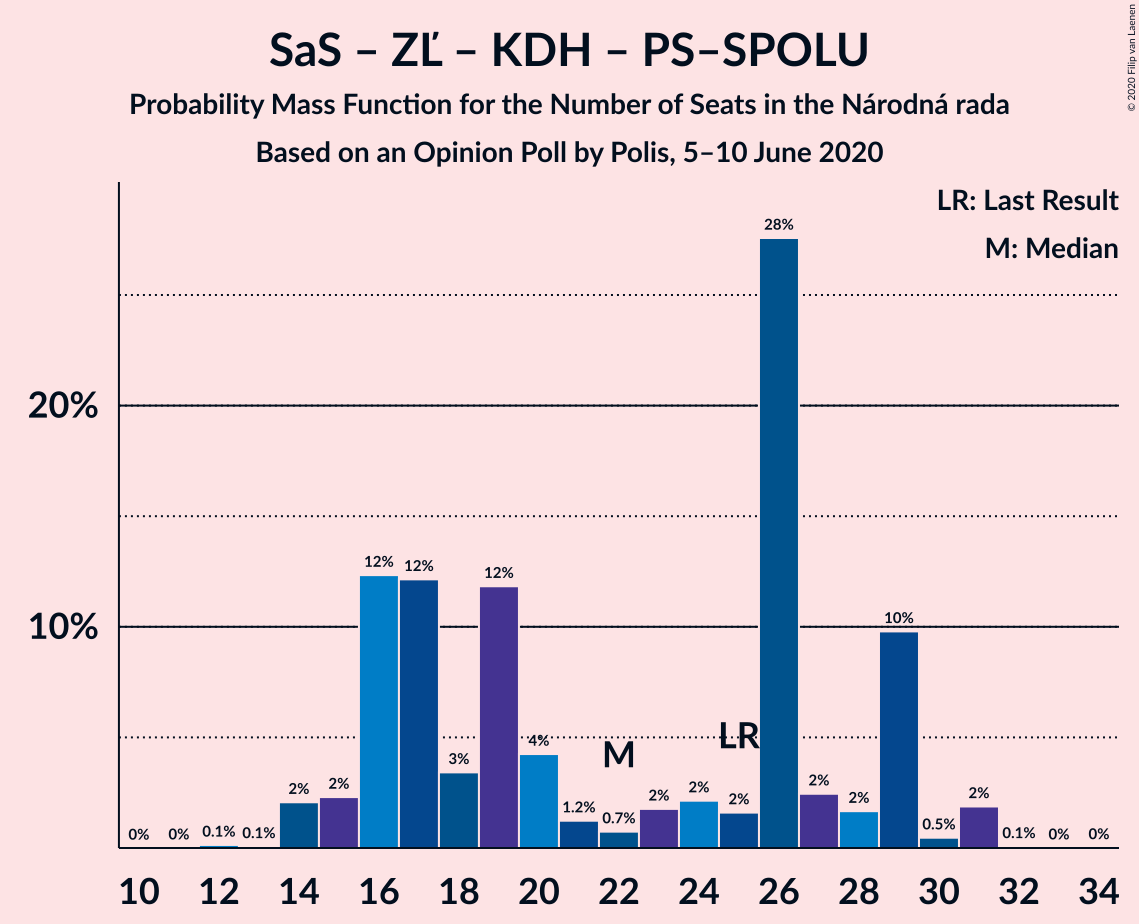 SaS – ZĽ – KDH – PS–SPOLU
Probability Mass Function for the Number of Seats in the Národná rada
Based on an Opinion Poll by Polis, 5–10 June 2020
© 2020 Filip van Laenen
LR: Last Result
M: Median
28%
20%
12% 12% 12%
10%
10%
LR
4%
M
3%
2% 2% 2% 2% 2% 2% 2% 2%
1.2% 0.7% 0.5%
0% 0% 0.1% 0.1% 0.1% 0% 0%
10 12 14 16 18 20 22 24 26 28 30 32 34